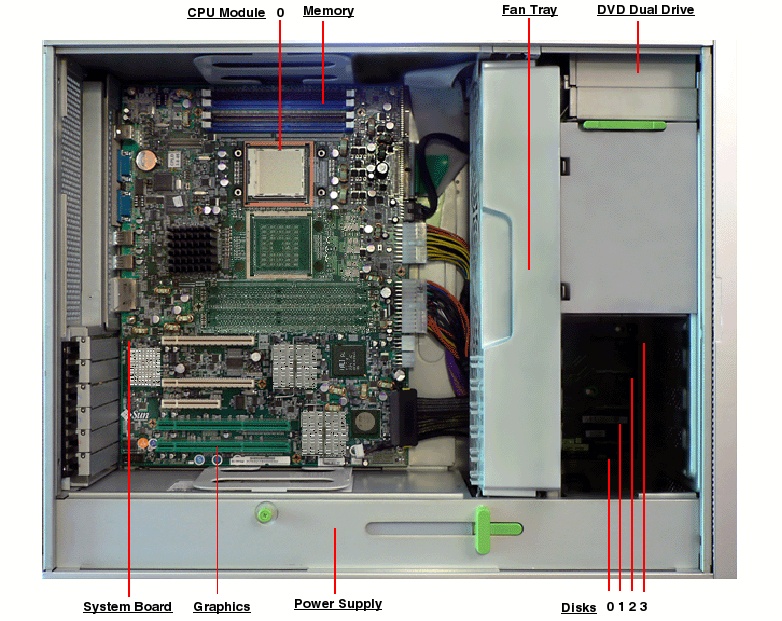 CPU Module 0 Memory Fan Tray DVD Dual Drive
Sun
System Board Graphics Power Supply Disks 0 1 2 3